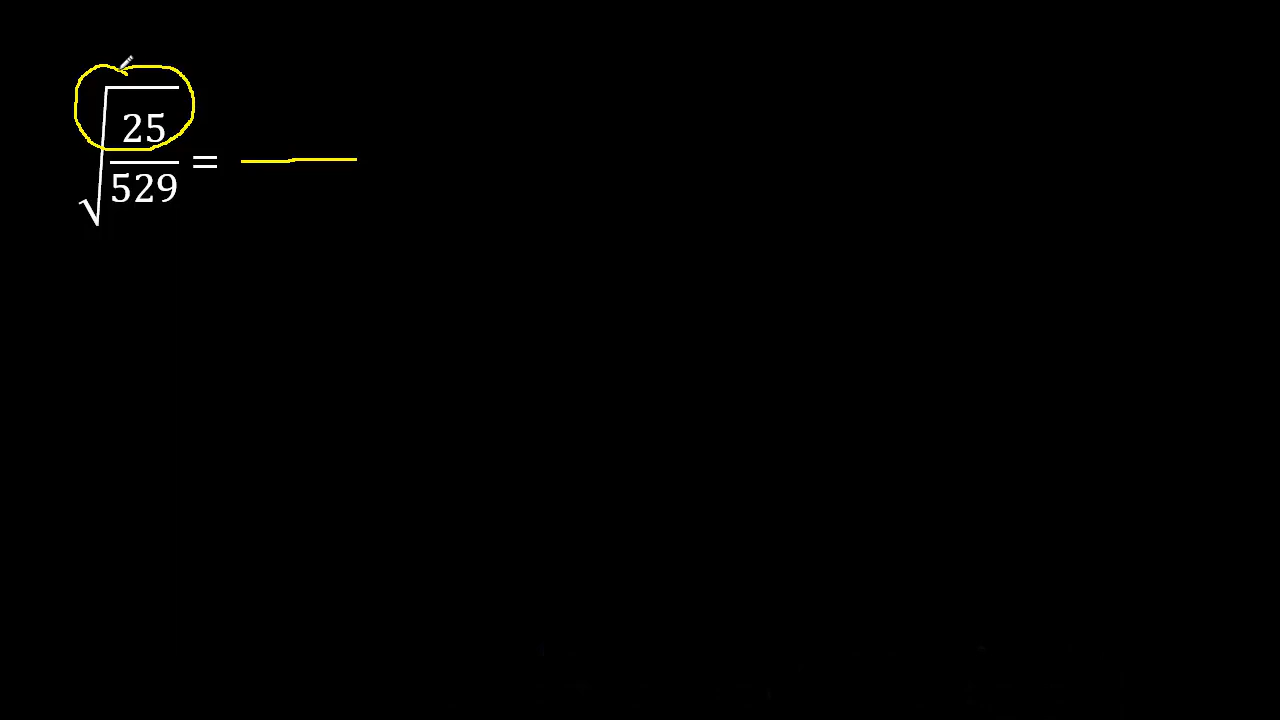 √(25/529) =